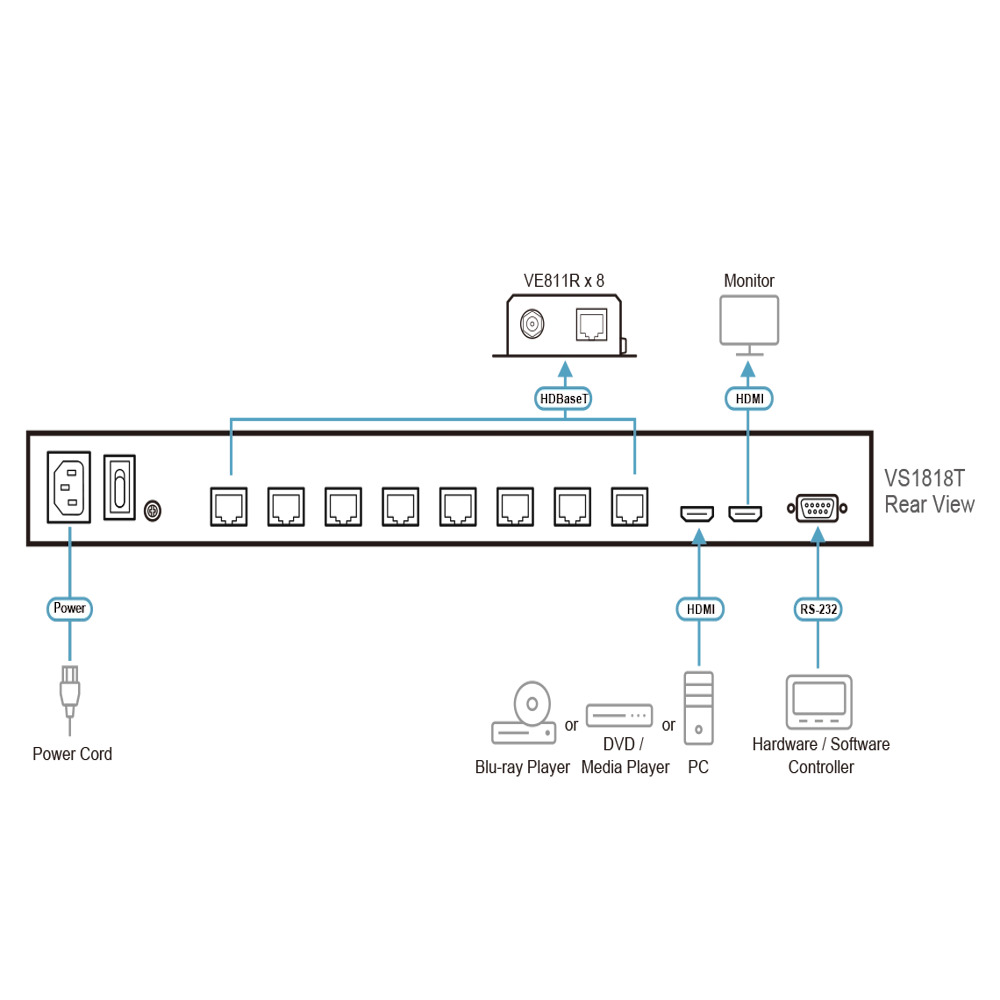 VE811R x 8
Monitor
HDBaseT
HDMI
VS1818T
Rear View
Power
HDMI
RS-232
Power Cord
or
or
Blu-ray Player
DVD /
Media Player
PC
Hardware / Software
Controller